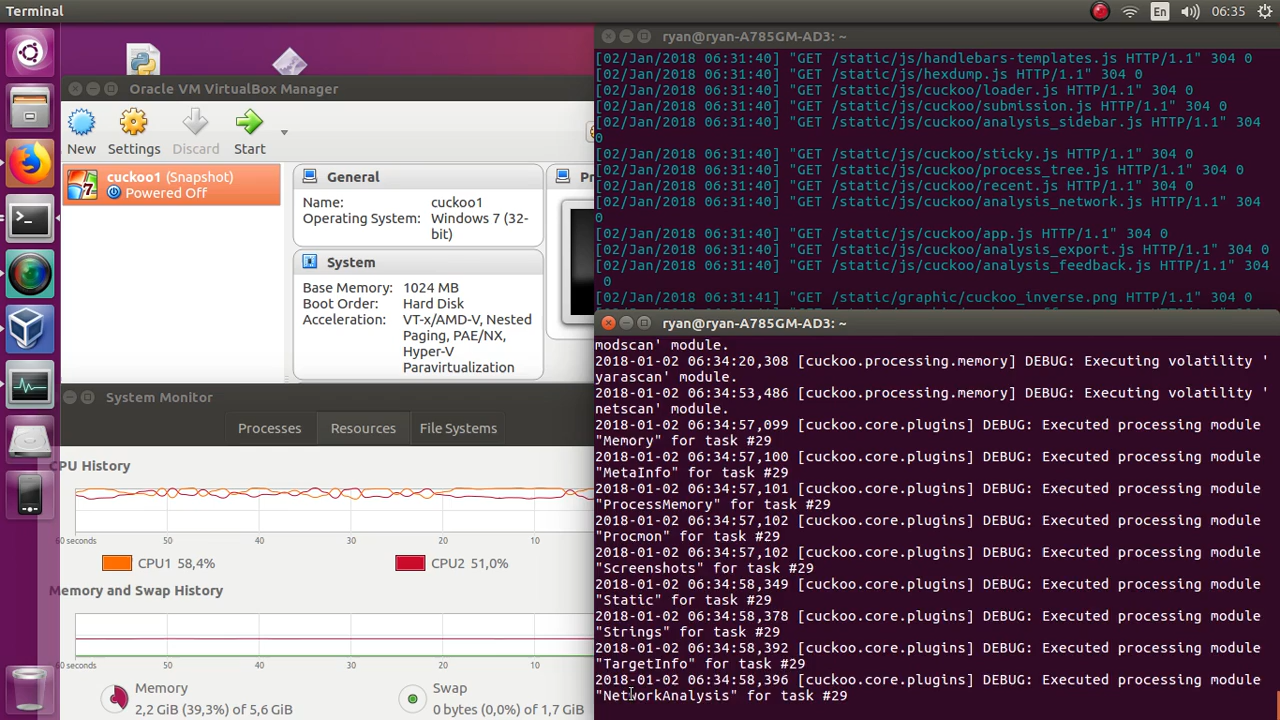 Terminal
En
06:35
Oracle VM VirtualBox Manager
New
Settings
Discard
Start
cuckoo1 (Snapshot)
Powered Off
General
Name: cuckoo1
Operating System: Windows 7 (32-
bit)
System
Base Memory: 1024 MB
Boot Order: Hard Disk
Acceleration: VT-x/AMD-V, Nested
Paging, PAE/NX,
Hyper-V
Paravirtualization
System Monitor
Processes
Resources
File Systems
CPU History
60 seconds 50 40 30 20 10
CPU1 58,4%
CPU2 51,0%
Memory and Swap History
60 seconds 50 40 30 20 10
Memory
2,2 GiB (39,3%) of 5,6 GiB
Swap
0 bytes (0,0%) of 1,7 GiB
ryan@ryan-A785GM-AD3: ~
[02/Jan/2018 06:31:40] "GET /static/js/handlebars-templates.js HTTP/1.1" 304 0
[02/Jan/2018 06:31:40] "GET /static/js/hexdump.js HTTP/1.1" 304 0
[02/Jan/2018 06:31:40] "GET /static/js/cuckoo/loader.js HTTP/1.1" 304 0
[02/Jan/2018 06:31:40] "GET /static/js/cuckoo/submission.js HTTP/1.1" 304 0
[02/Jan/2018 06:31:40] "GET /static/js/cuckoo/analysis_sidebar.js HTTP/1.1" 304
0
[02/Jan/2018 06:31:40] "GET /static/js/cuckoo/sticky.js HTTP/1.1" 304 0
[02/Jan/2018 06:31:40] "GET /static/js/cuckoo/process_tree.js HTTP/1.1" 304 0
[02/Jan/2018 06:31:40] "GET /static/js/cuckoo/recent.js HTTP/1.1" 304 0
[02/Jan/2018 06:31:40] "GET /static/js/cuckoo/analysis_network.js HTTP/1.1" 304
0
[02/Jan/2018 06:31:40] "GET /static/js/cuckoo/app.js HTTP/1.1" 304 0
[02/Jan/2018 06:31:40] "GET /static/js/cuckoo/analysis_export.js HTTP/1.1" 304 0
[02/Jan/2018 06:31:40] "GET /static/js/cuckoo/analysis_feedback.js HTTP/1.1" 304
0
[02/Jan/2018 06:31:41] "GET /static/graphic/cuckoo_inverse.png HTTP/1.1" 304 0
ryan@ryan-A785GM-AD3: ~
modscan' module.
2018-01-02 06:34:20,308 [cuckoo.processing.memory] DEBUG: Executing volatility '
yarascan' module.
2018-01-02 06:34:53,486 [cuckoo.processing.memory] DEBUG: Executing volatility '
netscan' module.
2018-01-02 06:34:57,099 [cuckoo.core.plugins] DEBUG: Executed processing module
"Memory" for task #29
2018-01-02 06:34:57,100 [cuckoo.core.plugins] DEBUG: Executed processing module
"MetaInfo" for task #29
2018-01-02 06:34:57,101 [cuckoo.core.plugins] DEBUG: Executed processing module
"ProcessMemory" for task #29
2018-01-02 06:34:57,102 [cuckoo.core.plugins] DEBUG: Executed processing module
"Procmon" for task #29
2018-01-02 06:34:57,102 [cuckoo.core.plugins] DEBUG: Executed processing module
"Screenshots" for task #29
2018-01-02 06:34:58,349 [cuckoo.core.plugins] DEBUG: Executed processing module
"Static" for task #29
2018-01-02 06:34:58,378 [cuckoo.core.plugins] DEBUG: Executed processing module
"Strings" for task #29
2018-01-02 06:34:58,392 [cuckoo.core.plugins] DEBUG: Executed processing module
"TargetInfo" for task #29
2018-01-02 06:34:58,396 [cuckoo.core.plugins] DEBUG: Executed processing module
"NetworkAnalysis" for task #29